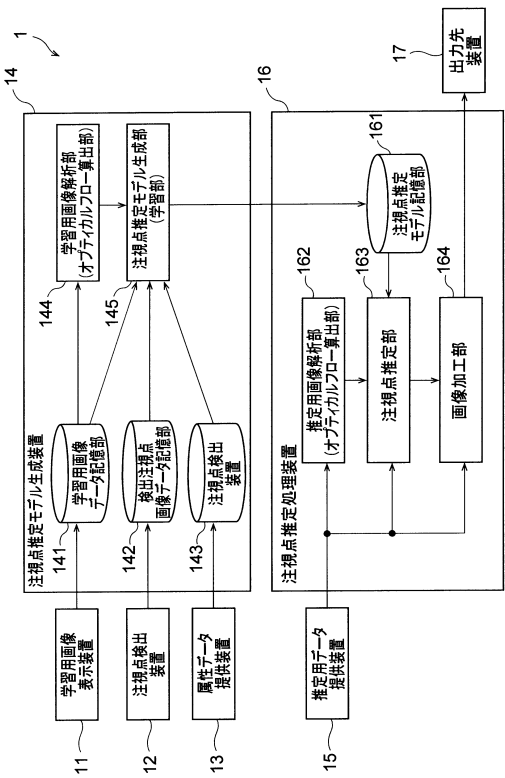 1
14
注視点推定モデル生成装置
11
学習用画像
表示装置
12
注視点検出
装置
13
属性データ
提供装置
141
学習用画像
データ記憶部
142
検出注視点
画像データ記憶部
143
注視点検出
装置
144
学習用画像解析部
(オプティカルフロー算出部)
145
注視点推定モデル生成部
(学習部)
16
注視点推定処理装置
15
推定用データ
提供装置
161
注視点推定
モデル記憶部
162
推定用画像解析部
(オプティカルフロー算出部)
163
注視点推定部
164
画像加工部
17
出力先
装置